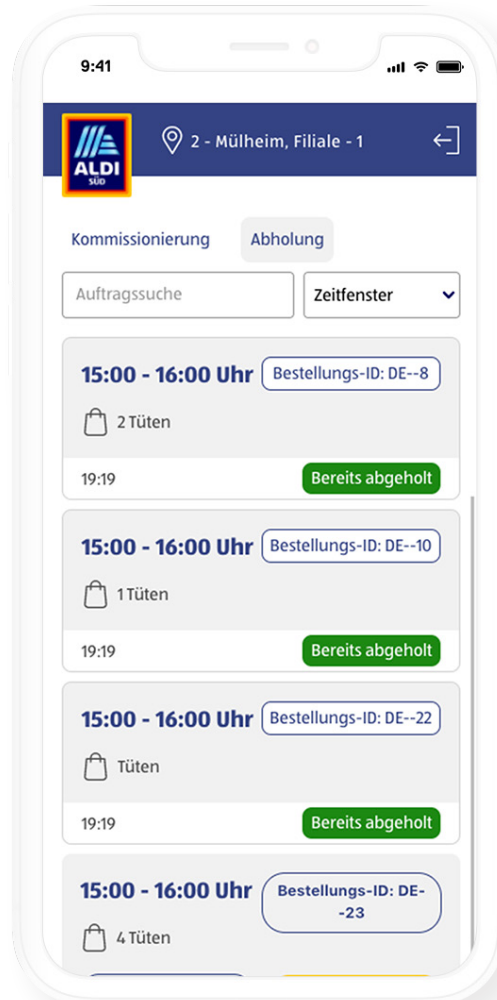 9:41
ALDI
SÜD
2 - Mülheim, Filiale - 1
Kommissionierung Abholung
Auftragssuche Zeitfenster
15:00 - 16:00 Uhr Bestellungs-ID: DE--8
2 Tüten
19:19 Bereits abgeholt
15:00 - 16:00 Uhr Bestellungs-ID: DE--10
1 Tüten
19:19 Bereits abgeholt
15:00 - 16:00 Uhr Bestellungs-ID: DE--22
Tüten
19:19 Bereits abgeholt
15:00 - 16:00 Uhr Bestellungs-ID: DE-
-23
4 Tüten